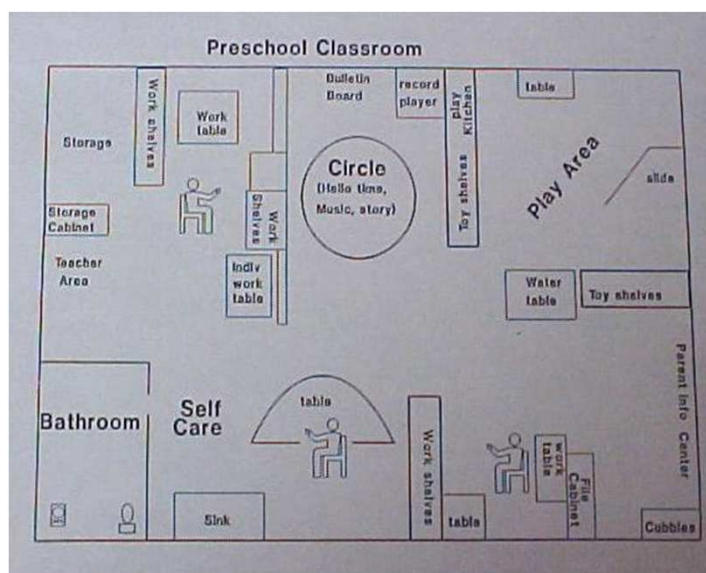 Preschool Classroom
Storage
Work shelves
Work
table
Bulletin
Board
record
player
play
Kitchen
Toy shelves
table
Play Area
slide
Circle
(Hello time,
Music, story)
Storage
Cabinet
Work
Shelves
Teacher
Area
Indiv
work
table
Water
table
Toy shelves
Parent Info Center
Bathroom
Self
Care
table
Work shelves
work
table
File
Cabinet
Sink
table
Cubbies